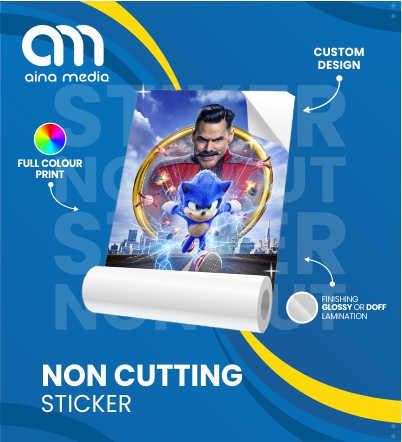 am
aina media
CUSTOM
DESIGN
STICKER
NON CUT
STICKER
NON CUT
FULL COLOUR
PRINT
FINISHING
GLOSSY OR DOFF
LAMINATION
NON CUTTING
STICKER